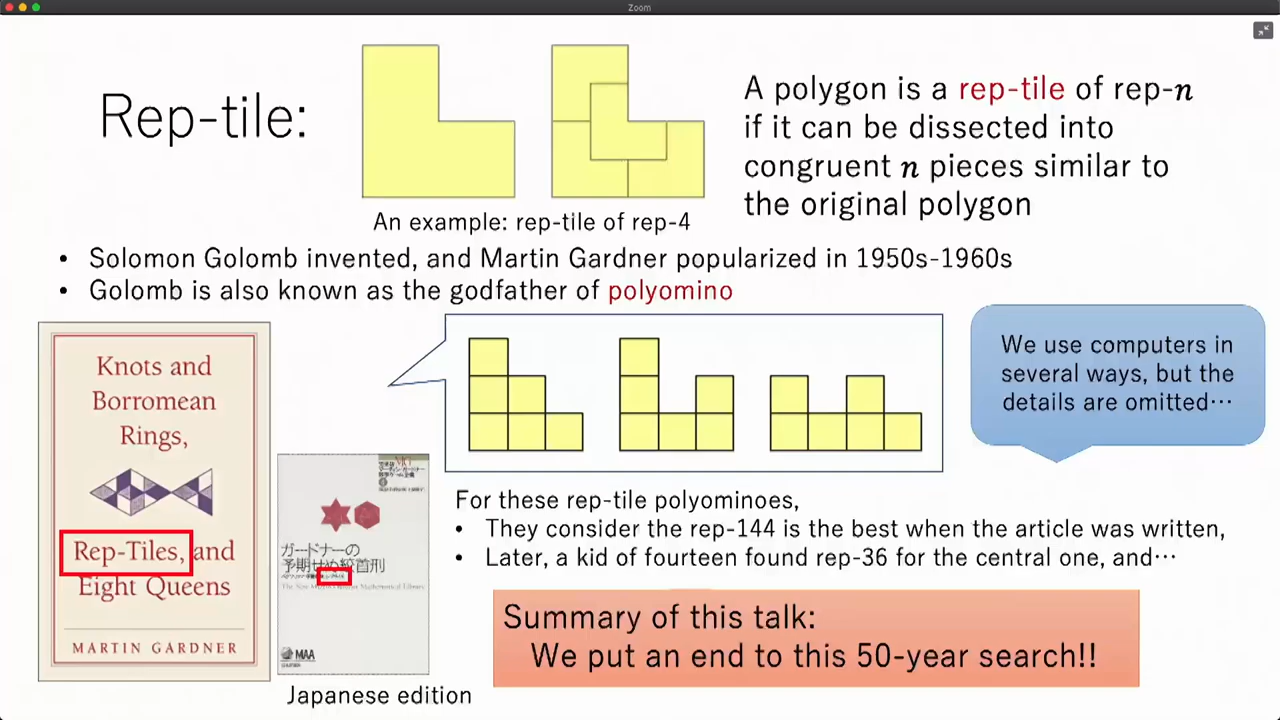 Zoom
Rep-tile:
A polygon is a rep-tile of rep-n
if it can be dissected into
congruent n pieces similar to
the original polygon
An example: rep-tile of rep-4
• Solomon Golomb invented, and Martin Gardner popularized in 1950s-1960s
• Golomb is also known as the godfather of polyomino
Knots and
Borromean
Rings,
Rep-Tiles, and
Eight Queens
MARTIN GARDNER
ガードナーの
予期せぬ絞首刑
MAA
Japanese edition
We use computers in
several ways, but the
details are omitted…
For these rep-tile polyominoes,
• They consider the rep-144 is the best when the article was written,
• Later, a kid of fourteen found rep-36 for the central one, and…
Summary of this talk:
We put an end to this 50-year search!!